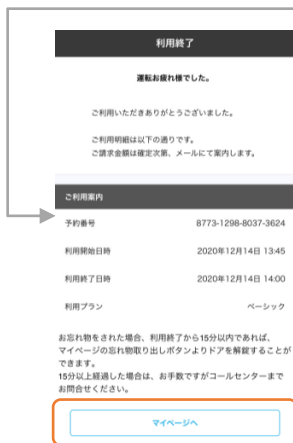 利用終了
運転お疲れ様でした。
ご利用いただきありがとうございました。
ご利用明細は以下の通りです。
ご請求金額は確定次第、メールにて案内します。
ご利用案内
予約番号 8773-1298-8037-3624
利用開始日時 2020年12月14日 13:45
利用終了日時 2020年12月14日 14:00
利用プラン ベーシック
お忘れ物をされた場合、利用終了から15分以内であれば、
マイページの忘れ物取り出しボタンよりドアを解錠することが
できます。
15分以上経過した場合は、お手数ですがコールセンターまで
お問合せください。
マイページへ